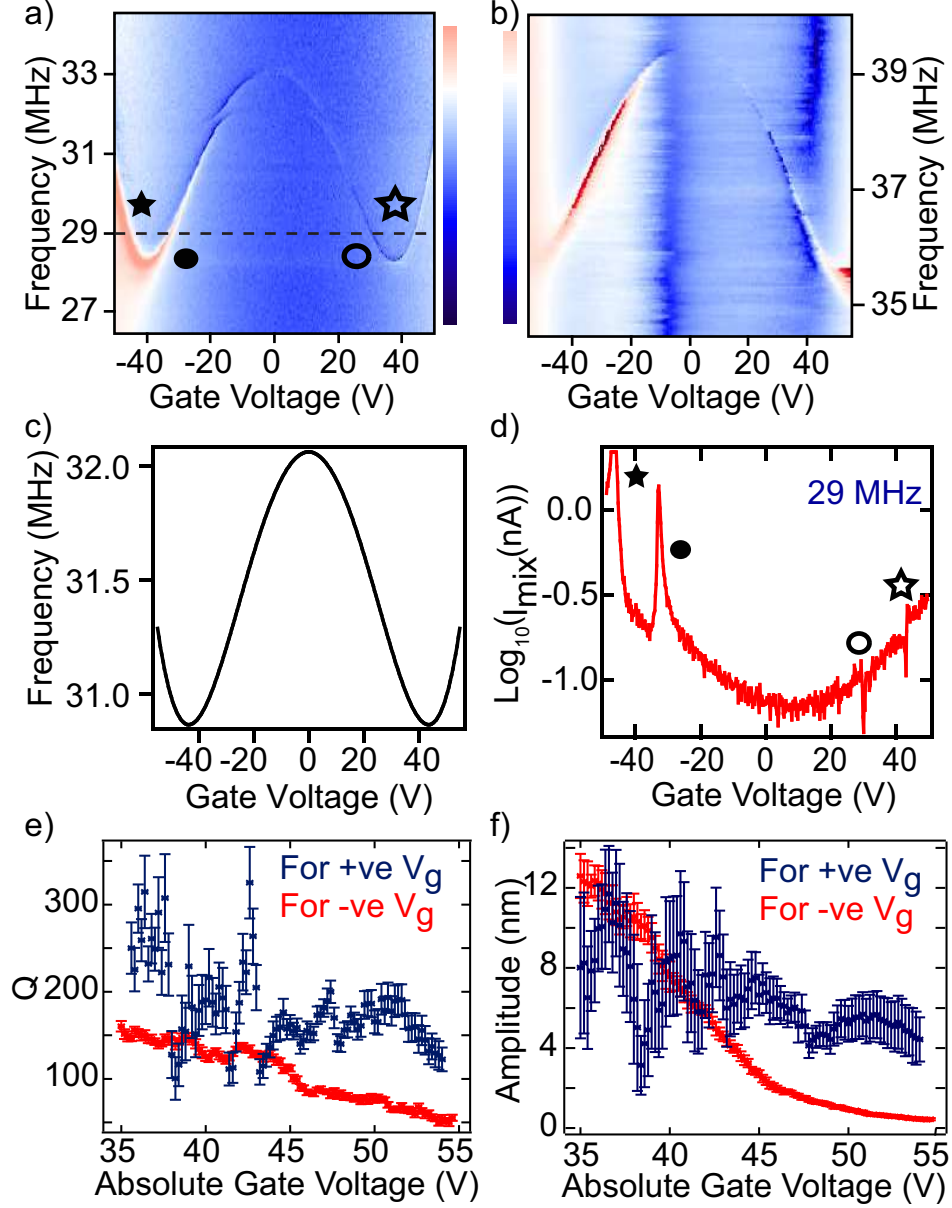 a)
Frequency (MHz)
33
31
29
27
-40 -20 0 20 40
Gate Voltage (V)
b)
39
37
35
Frequency (MHz)
-40 -20 0 20 40
Gate Voltage (V)
c)
Frequency (MHz)
32.0
31.5
31.0
-40 -20 0 20 40
Gate Voltage (V)
d)
29 MHz
Log10(Imix(nA))
0.0
-0.5
-1.0
-40 -20 0 20 40
Gate Voltage (V)
e)
For +ve Vg
For -ve Vg
Q
300
200
100
35 40 45 50 55
Absolute Gate Voltage (V)
f)
For +ve Vg
For -ve Vg
Amplitude (nm)
12
8
4
0
35 40 45 50 55
Absolute Gate Voltage (V)